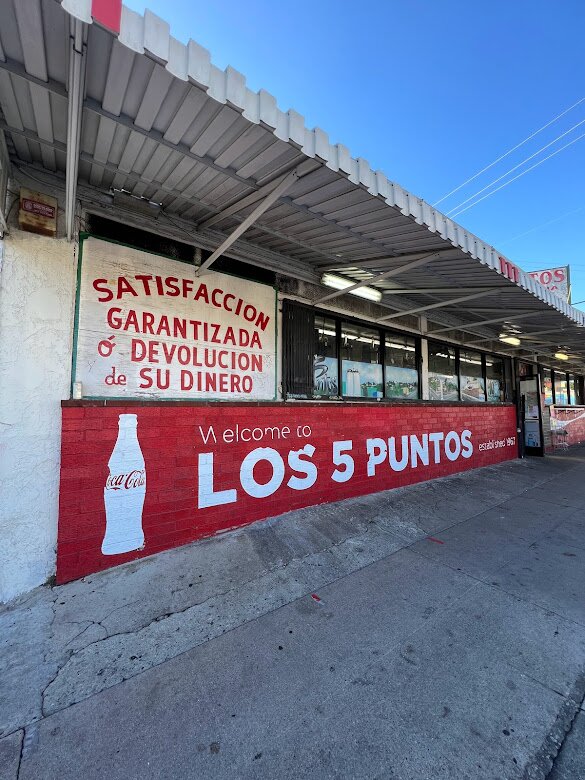 SATISFACCION
GARANTIZADA
ó DEVOLUCION
de SU DINERO
Welcome to
LOS 5 PUNTOS
established 1967
Coca-Cola